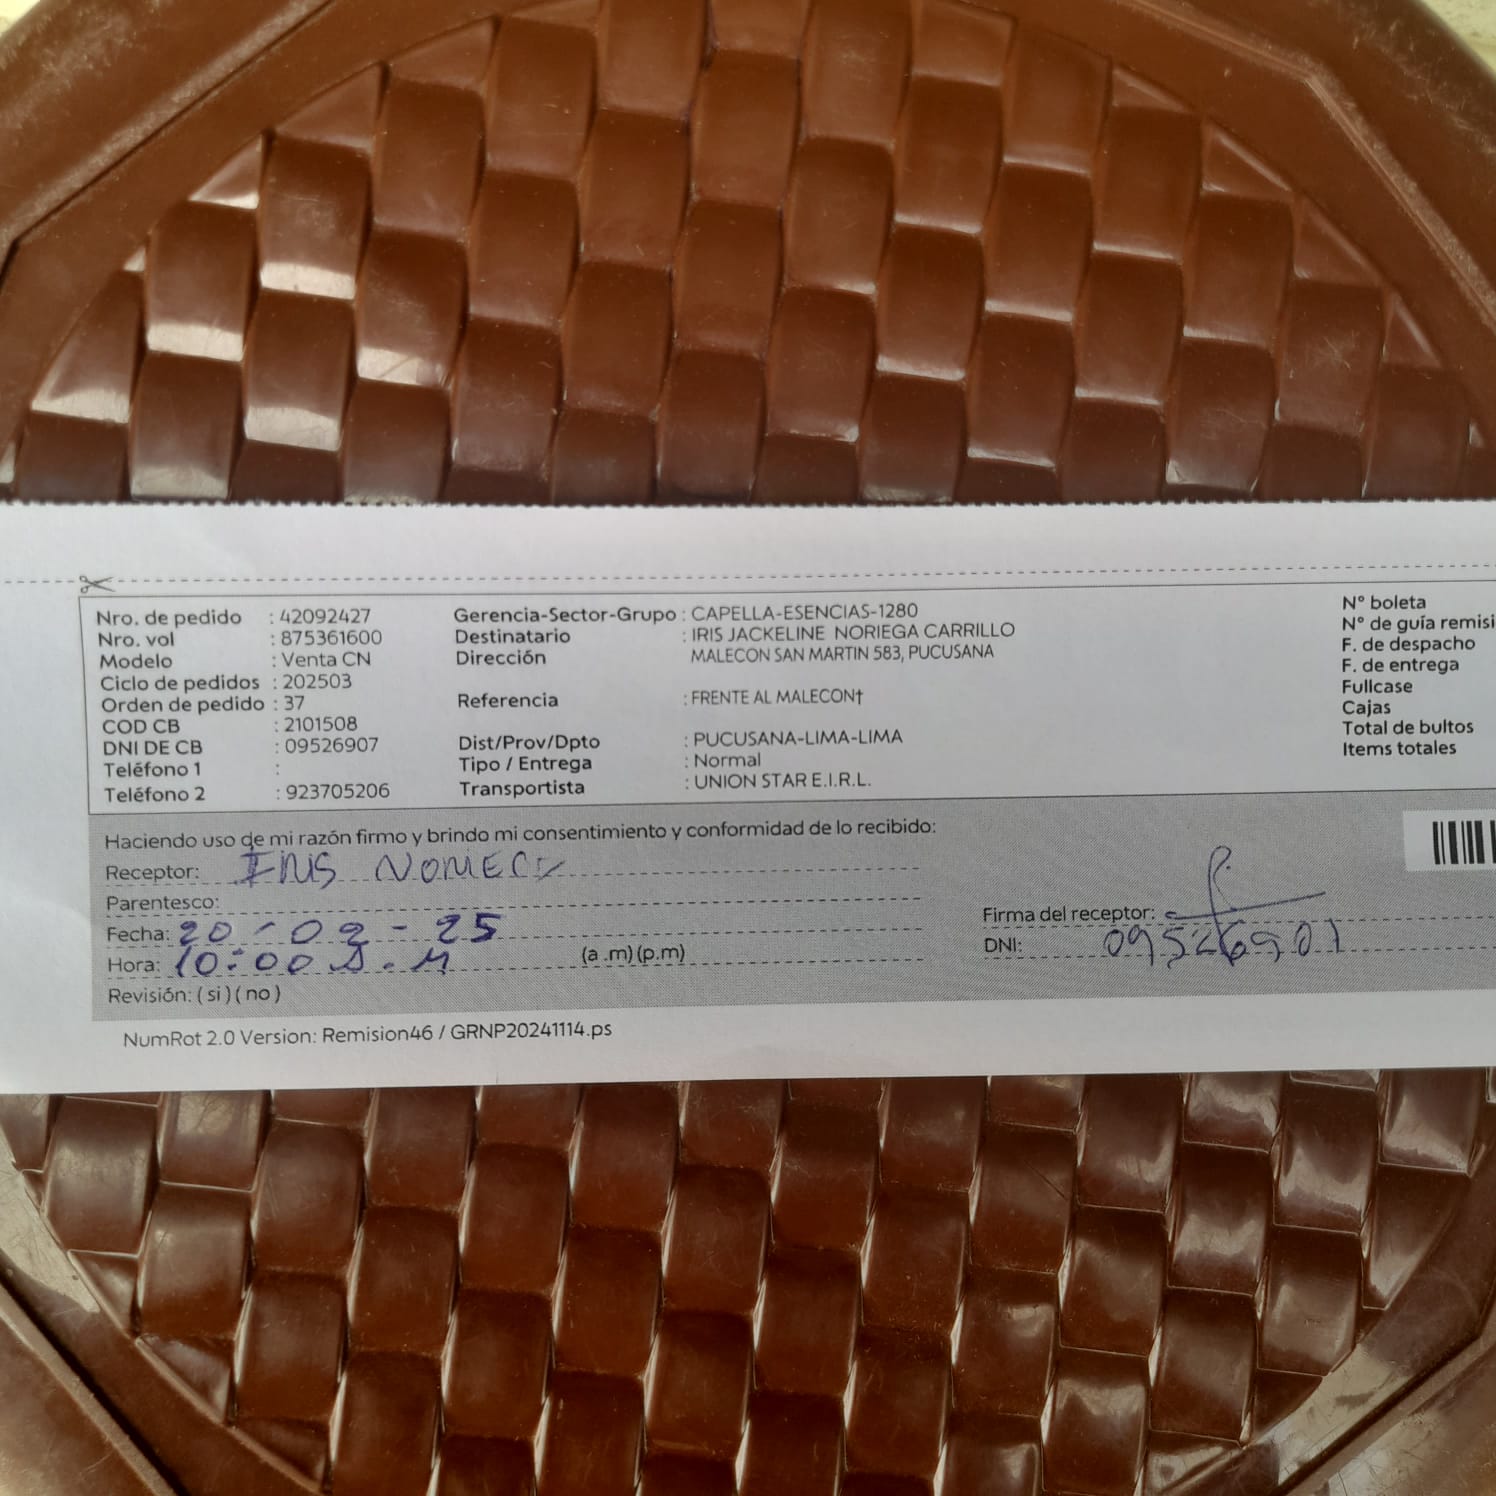 Nro. de pedido : 42092427
Nro. vol : 875361600
Modelo : Venta CN
Ciclo de pedidos : 202503
Orden de pedido : 37
COD CB : 2101508
DNI DE CB : 09526907
Teléfono 1 :
Teléfono 2 : 923705206
Gerencia-Sector-Grupo : CAPELLA-ESENCIAS-1280
Destinatario : IRIS JACKELINE NORIEGA CARRILLO
Dirección MALECON SAN MARTIN 583, PUCUSANA
Referencia : FRENTE AL MALECON†
Dist/Prov/Dpto : PUCUSANA-LIMA-LIMA
Tipo / Entrega : Normal
Transportista : UNION STAR E.I.R.L.
N° boleta
N° de guía remisi
F. de despacho
F. de entrega
Fullcase
Cajas
Total de bultos
Items totales
Haciendo uso de mi razón firmo y brindo mi consentimiento y conformidad de lo recibido:
Receptor: IRIS
Parentesco:
Fecha: 20-02-25
Hora: 10:00 A.M (a .m) (p.m)
Revisión: ( si ) ( no )
Firma del receptor:
DNI: 09526907
NumRot 2.0 Version: Remision46 / GRNP20241114.ps